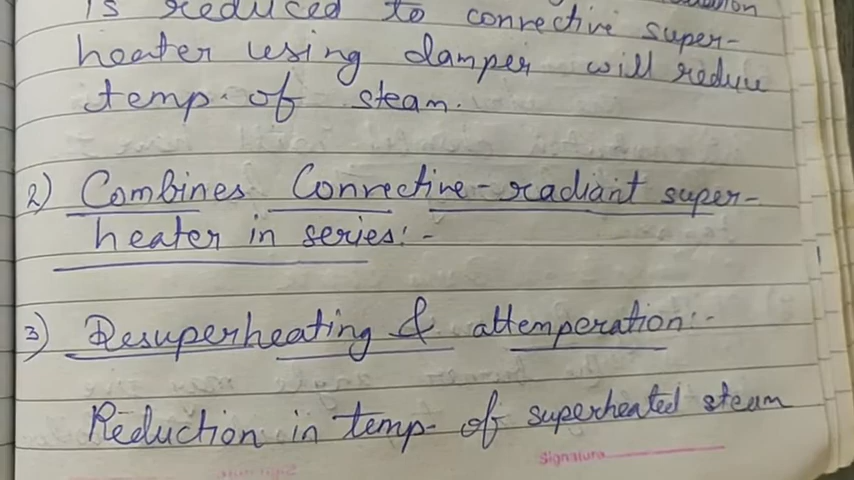 is reduced to convective super-
heater using damper will reduce
temp. of steam.
2) Combines Convective-radiant super-
heater in series:-
3) Desuperheating & attemperation:-
Reduction in temp. of superheated steam
Signature